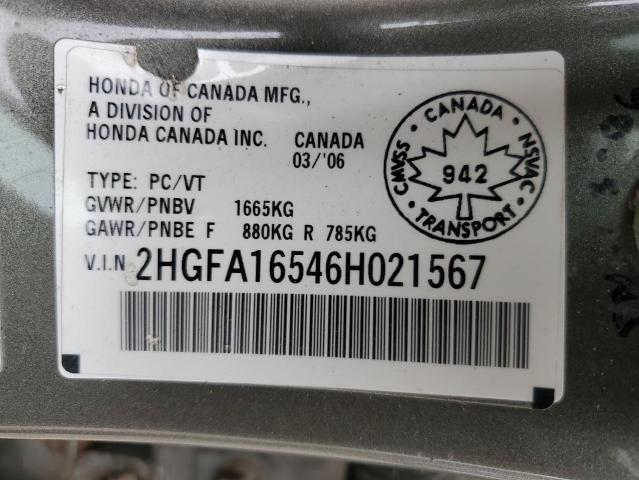 HONDA OF CANADA MFG.,
A DIVISION OF
HONDA CANADA INC. CANADA
03/'06
TYPE: PC/VT
GVWR/PNBV 1665KG
GAWR/PNBE F 880KG R 785KG
V.I.N 2HGFA16546H021567
CANADA
CMVSS
942
NSVAC
TRANSPORT